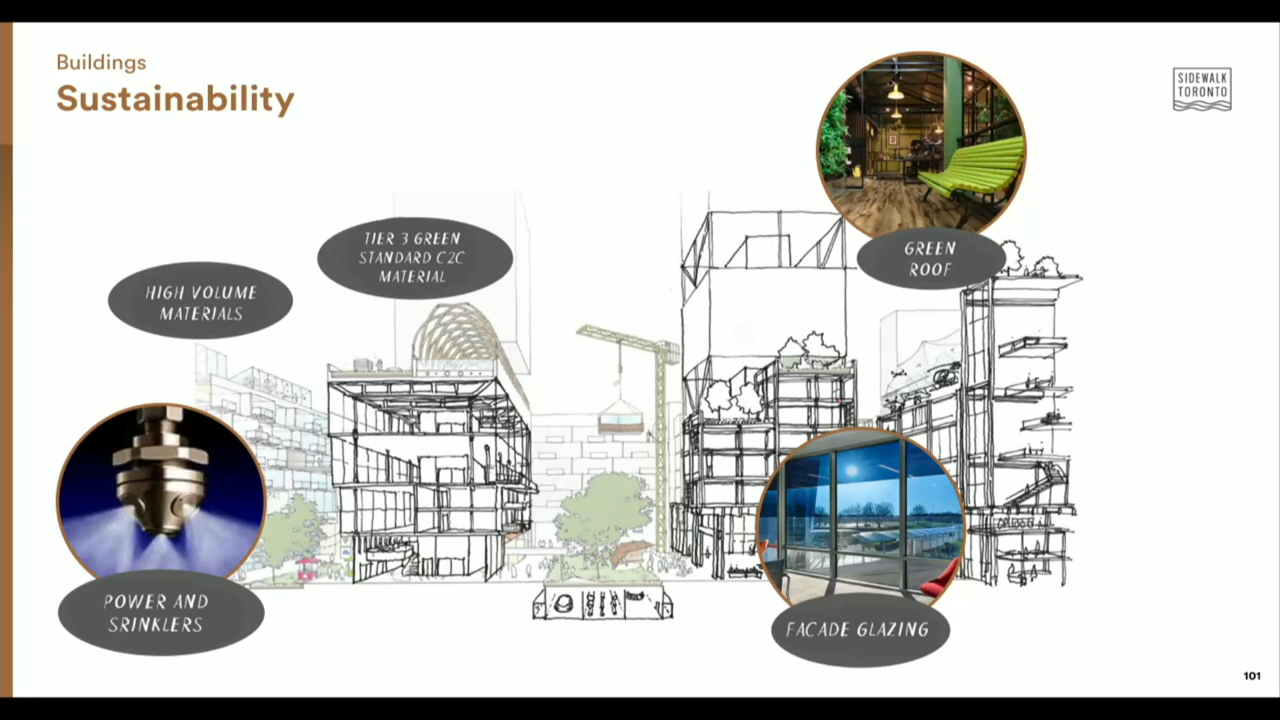 Buildings
Sustainability
SIDEWALK
TORONTO
TIER 3 GREEN
STANDARD C2C
MATERIAL
HIGH VOLUME
MATERIALS
GREEN
ROOF
POWER AND
SRINKLERS
FACADE GLAZING
101